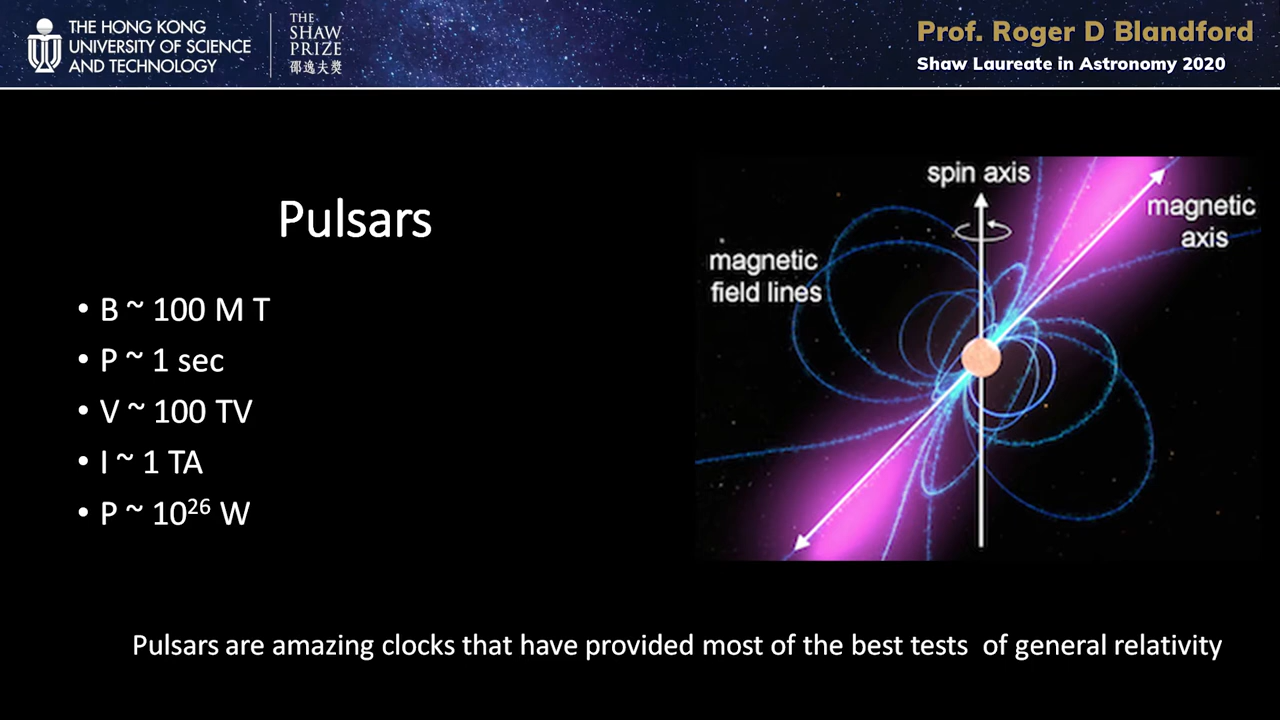 THE HONG KONG
UNIVERSITY OF SCIENCE
AND TECHNOLOGY
THE
SHAW
PRIZE
邵逸夫獎
Prof. Roger D Blandford
Shaw Laureate in Astronomy 2020
Pulsars
• B ~ 100 M T
• P ~ 1 sec
• V ~ 100 TV
• I ~ 1 TA
• P ~ 10²⁶ W
spin axis
magnetic
axis
magnetic
field lines
Pulsars are amazing clocks that have provided most of the best tests  of general relativity